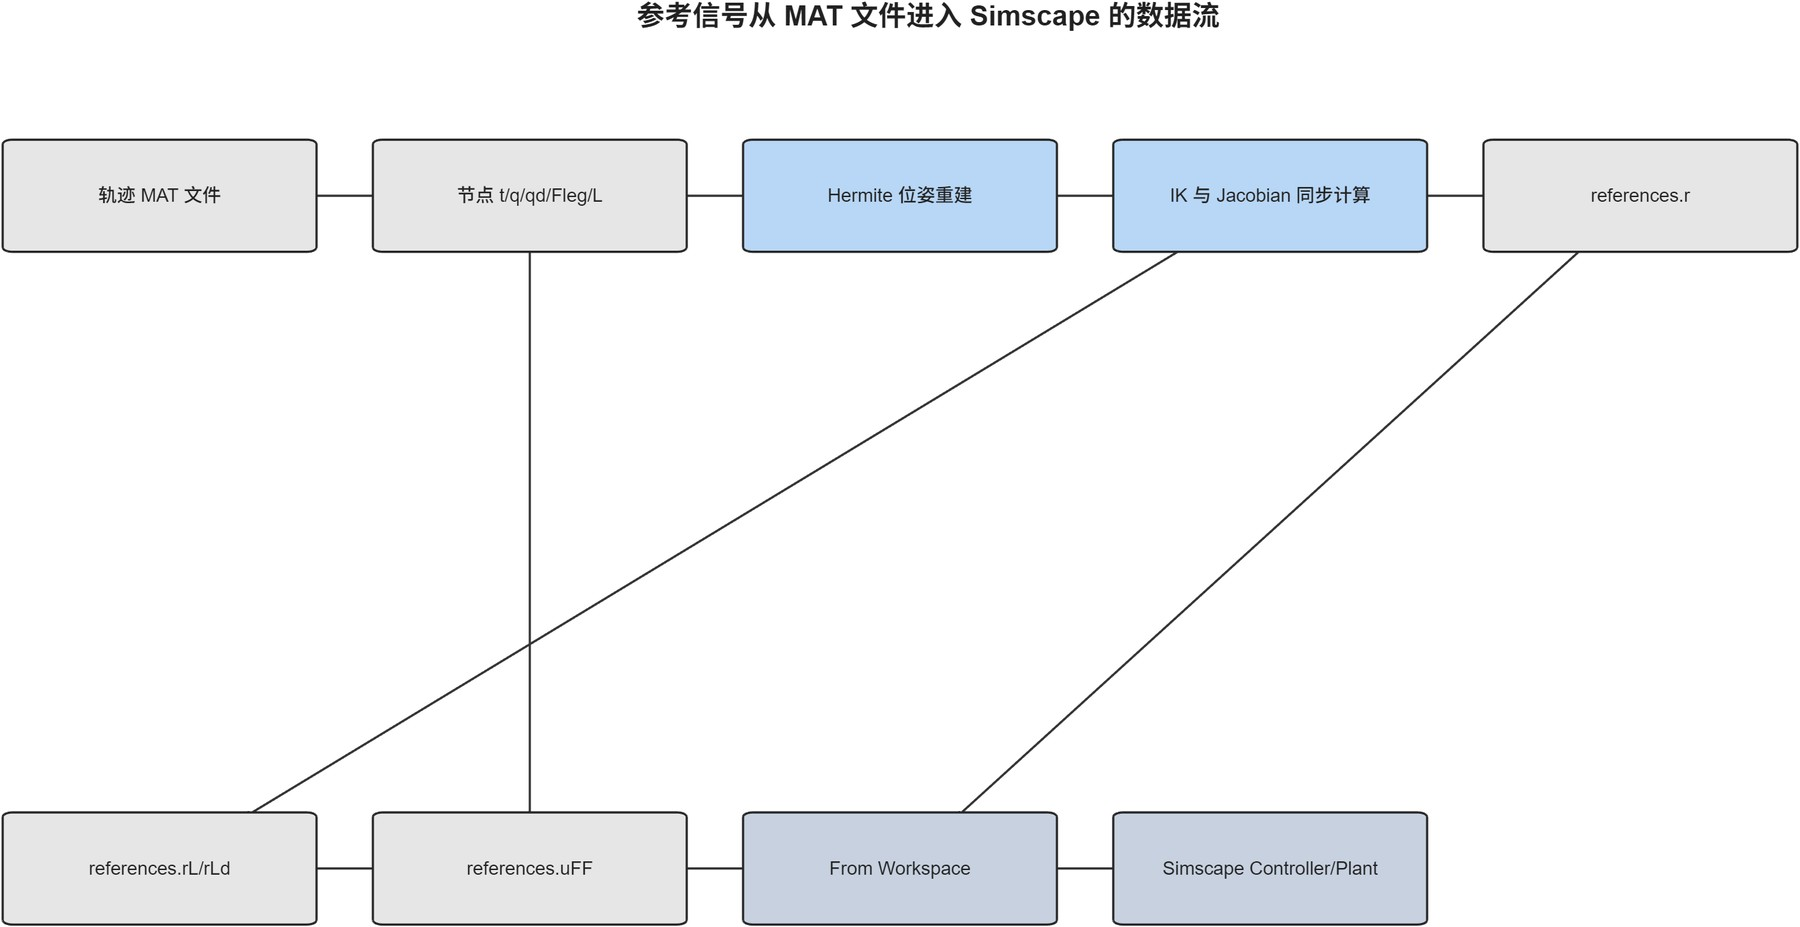 参考信号从 MAT 文件进入 Simscape 的数据流
轨迹 MAT 文件
节点 t/q/qd/Fleg/L
Hermite 位姿重建
IK 与 Jacobian 同步计算
references.r
references.rL/rLd
references.uFF
From Workspace
Simscape Controller/Plant